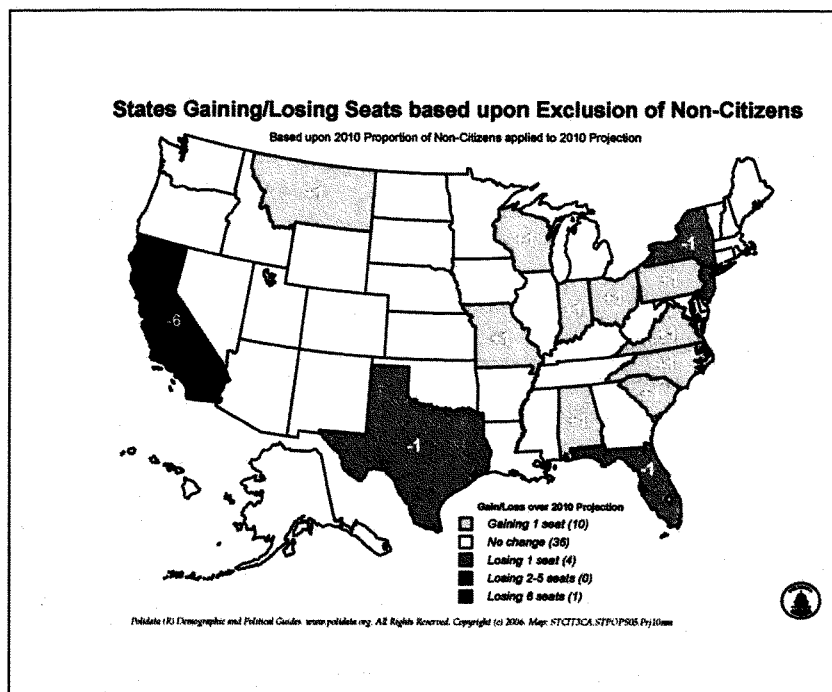 States Gaining/Losing Seats based upon Exclusion of Non-Citizens
Based upon 2010 Proportion of Non-Citizens applied to 2010 Projection
-1
-6
-1
-1
Gain/Loss over 2010 Projection
Gaining 1 seat (10)
No change (36)
Losing 1 seat (4)
Losing 2-5 seats (0)
Losing 6 seats (1)
Polidata (R) Demographic and Political Guides. www.polidata.org. All Rights Reserved. Copyright (c) 2006. Map: STCIT3CA.STPOPS05.Prj10nm